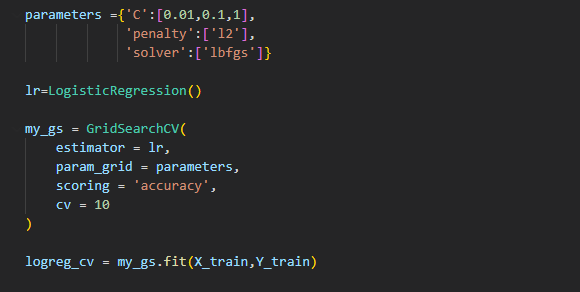 parameters ={'C':[0.01,0.1,1],
'penalty':['l2'],
'solver':['lbfgs']}
lr=LogisticRegression()
my_gs = GridSearchCV(
estimator = lr,
param_grid = parameters,
scoring = 'accuracy',
cv = 10
)
logreg_cv = my_gs.fit(X_train,Y_train)